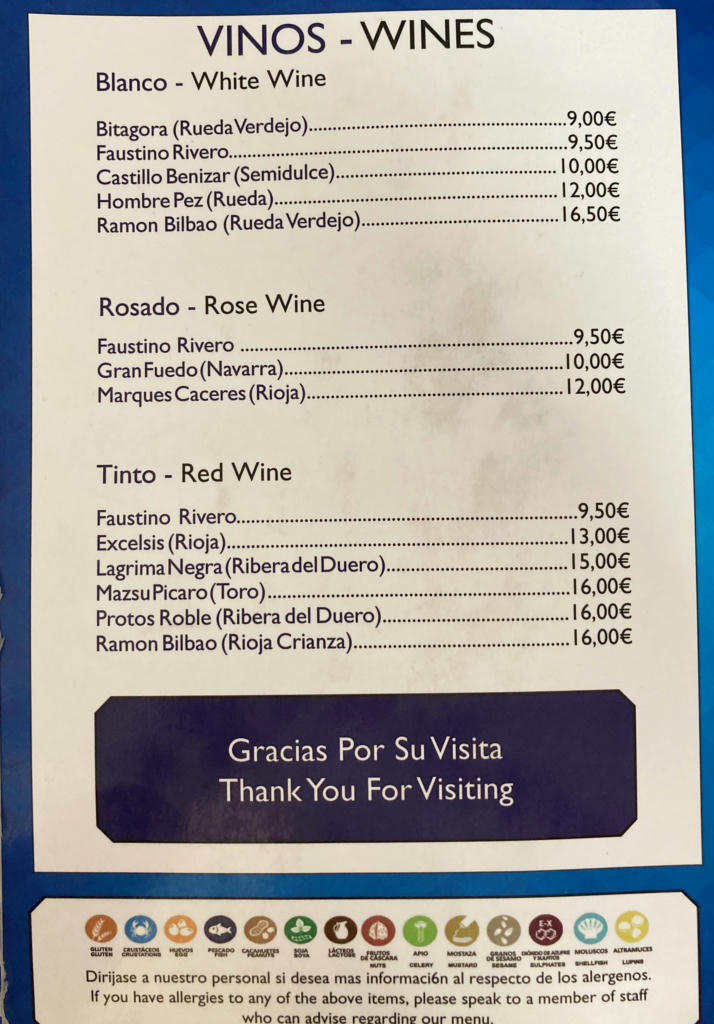 VINOS - WINES
Blanco - White Wine
Bitagora (Rueda Verdejo)..........9,00€
Faustino Rivero..........9,50€
Castillo Benizar (Semidulce)..........10,00€
Hombre Pez (Rueda)..........12,00€
Ramon Bilbao (Rueda Verdejo)..........16,50€
Rosado - Rose Wine
Faustino Rivero ..........9,50€
Gran Fuedo (Navarra)..........10,00€
Marques Caceres (Rioja)..........12,00€
Tinto - Red Wine
Faustino Rivero..........9,50€
Excelsis (Rioja)..........13,00€
Lagrima Negra (Ribera del Duero)..........15,00€
Mazsu Picaro (Toro)..........16,00€
Protos Roble (Ribera del Duero)..........16,00€
Ramon Bilbao (Rioja Crianza)..........16,00€
Gracias Por Su Visita
Thank You For Visiting
E-X
GLUTEN CRUSTÁCEOS HUEVOS PESCADO CACAHUETES SOJA LÁCTEOS FRUTOS DE CASCARA APIO MOSTAZA GRANOS DE SESAMO DIÓXIDO DE AZUFRE Y SULFITOS MOLUSCOS ALTRAMUCES
GLUTEN CRUSTATIONS EGG FISH PEANUTS SOYA LACTOSE NUTS CELERY MUSTARD SESAME SULPHATES SHELLFISH LUPINS
Dirijase a nuestro personal si desea mas informaci6n al respecto de los alergenos.
If you have allergies to any of the above items, please speak to a member of staff
who can advise regarding our menu.